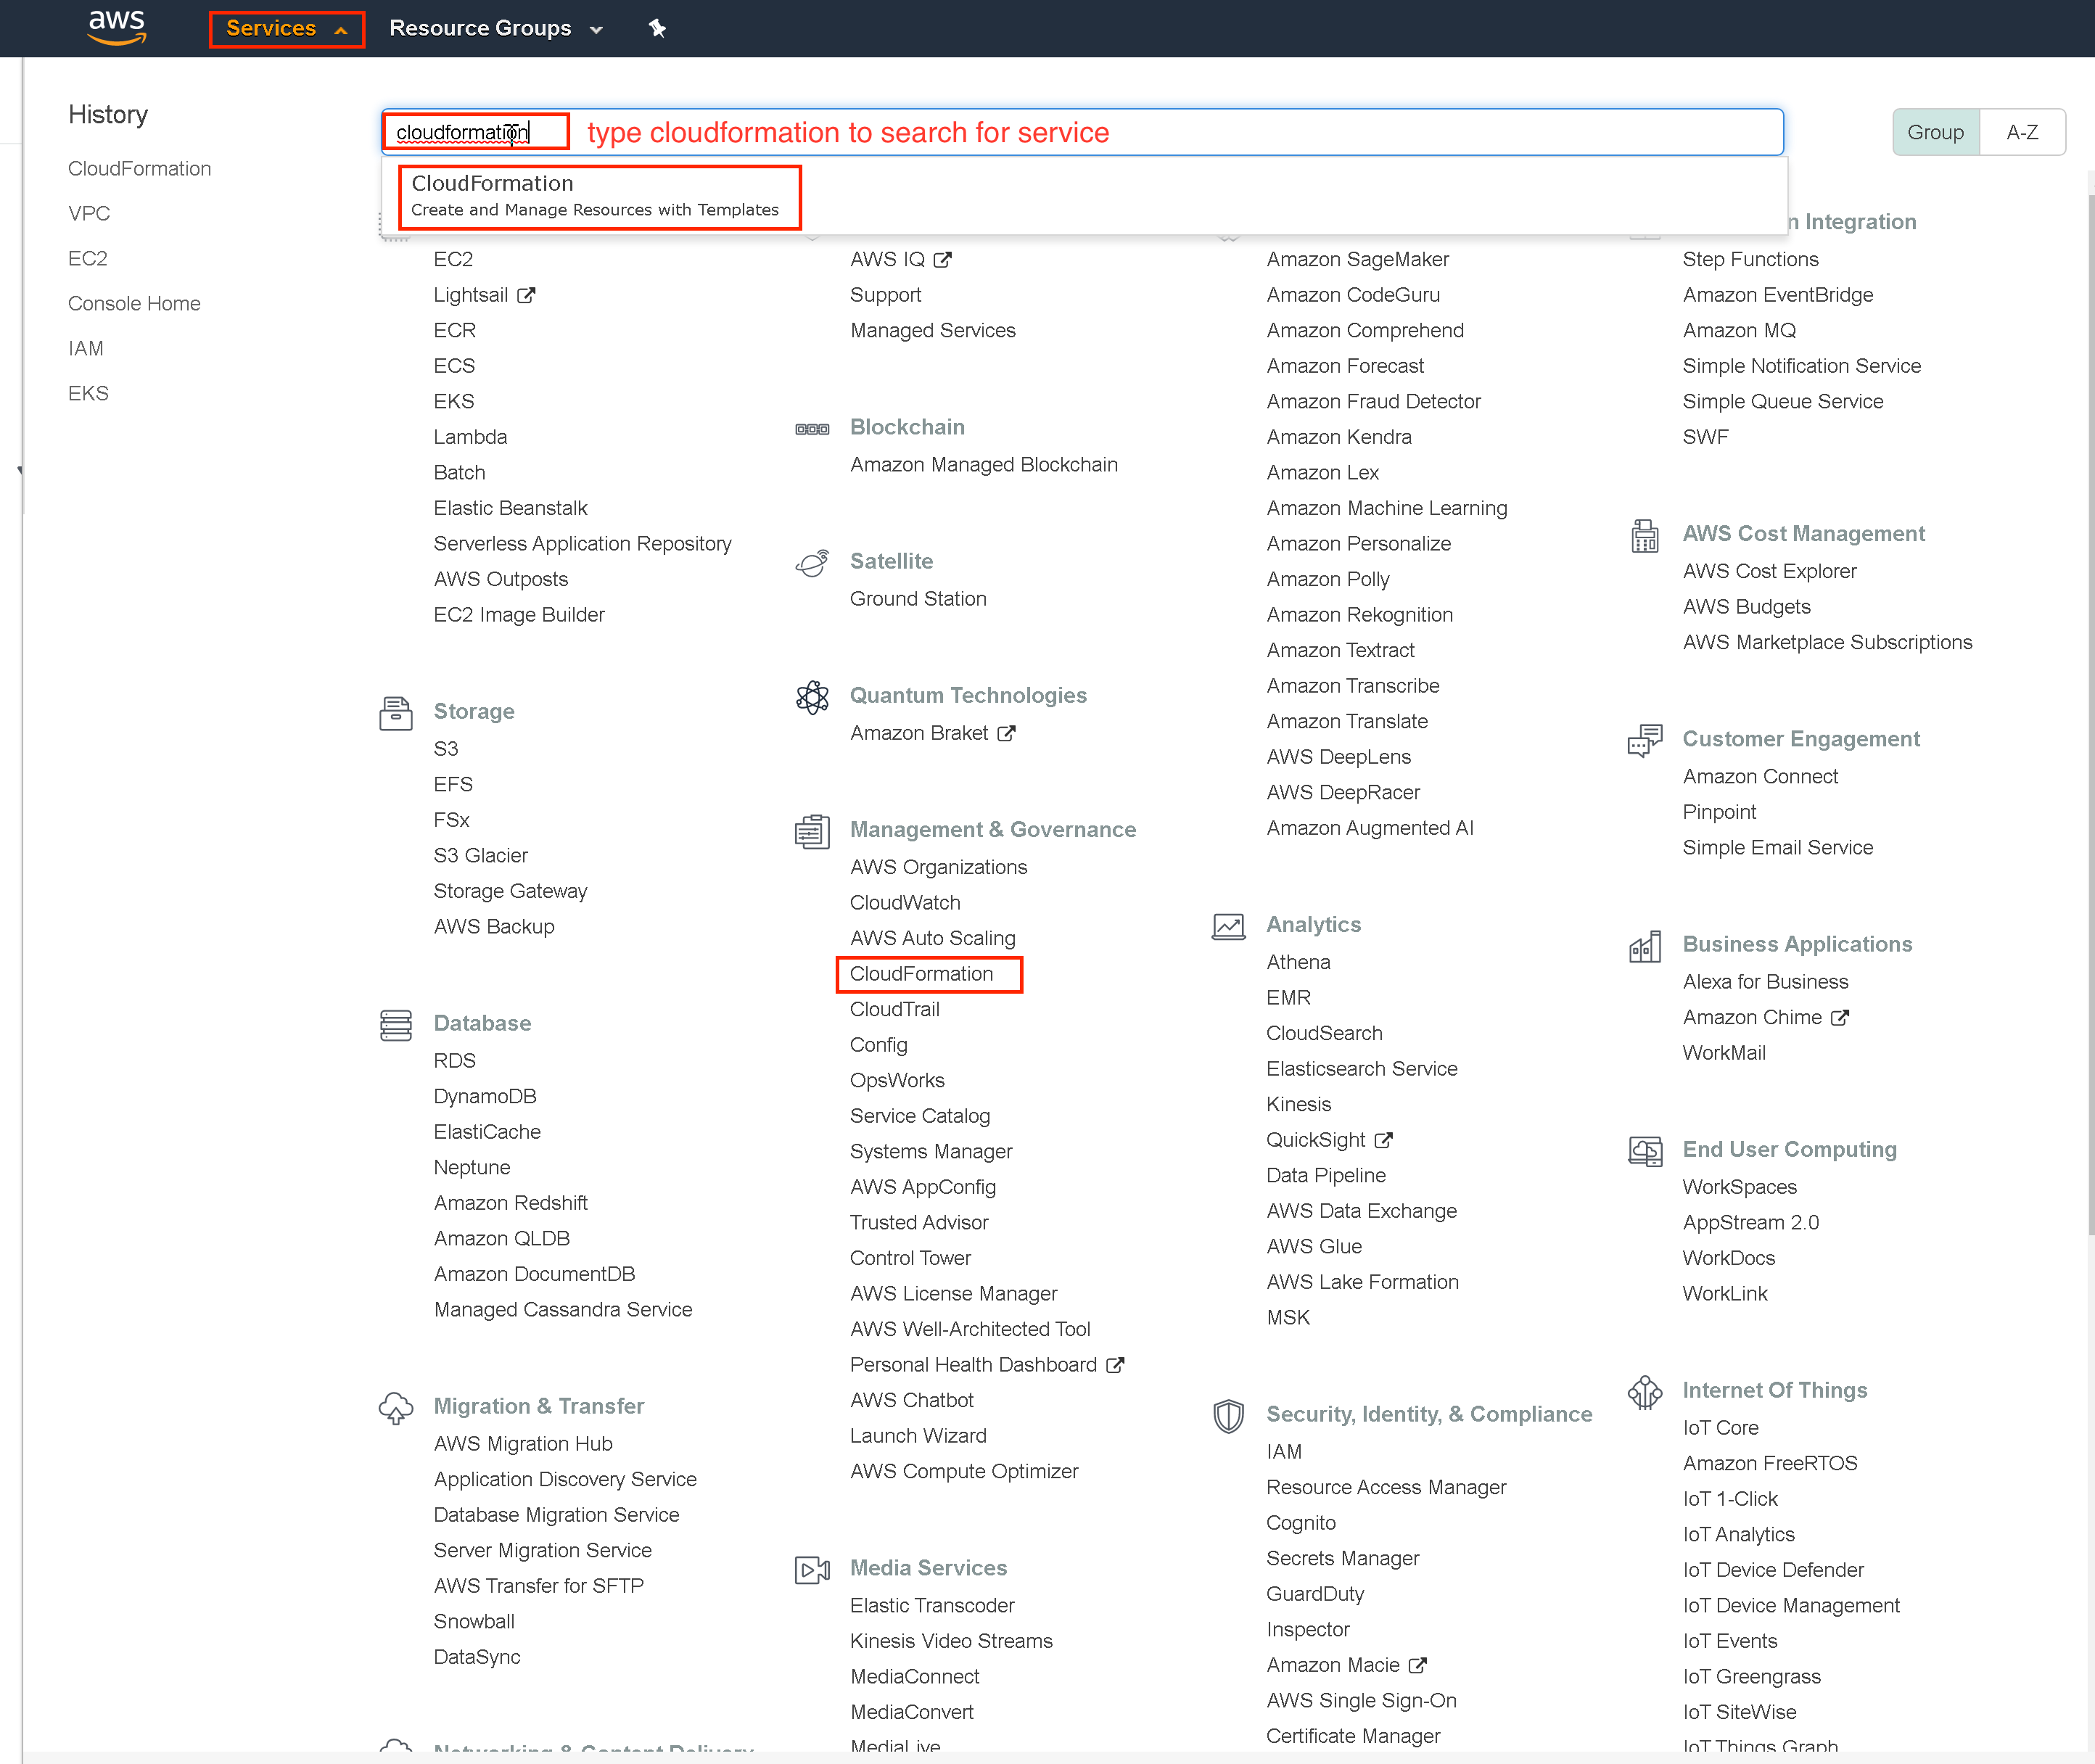 aws
Services
Resource Groups
History
CloudFormation
VPC
EC2
Console Home
IAM
EKS
cloudformation
type cloudformation to search for service
Group
A-Z
CloudFormation
Create and Manage Resources with Templates
EC2
Lightsail
ECR
ECS
EKS
Lambda
Batch
Elastic Beanstalk
Serverless Application Repository
AWS Outposts
EC2 Image Builder
Storage
S3
EFS
FSx
S3 Glacier
Storage Gateway
AWS Backup
Database
RDS
DynamoDB
ElastiCache
Neptune
Amazon Redshift
Amazon QLDB
Amazon DocumentDB
Managed Cassandra Service
Migration & Transfer
AWS Migration Hub
Application Discovery Service
Database Migration Service
Server Migration Service
AWS Transfer for SFTP
Snowball
DataSync
Networking & Content Delivery
AWS IQ
Support
Managed Services
Blockchain
Amazon Managed Blockchain
Satellite
Ground Station
Quantum Technologies
Amazon Braket
Management & Governance
AWS Organizations
CloudWatch
AWS Auto Scaling
CloudFormation
CloudTrail
Config
OpsWorks
Service Catalog
Systems Manager
AWS AppConfig
Trusted Advisor
Control Tower
AWS License Manager
AWS Well-Architected Tool
Personal Health Dashboard
AWS Chatbot
Launch Wizard
AWS Compute Optimizer
Media Services
Elastic Transcoder
Kinesis Video Streams
MediaConnect
MediaConvert
MediaLive
Amazon SageMaker
Amazon CodeGuru
Amazon Comprehend
Amazon Forecast
Amazon Fraud Detector
Amazon Kendra
Amazon Lex
Amazon Machine Learning
Amazon Personalize
Amazon Polly
Amazon Rekognition
Amazon Textract
Amazon Transcribe
Amazon Translate
AWS DeepLens
AWS DeepRacer
Amazon Augmented AI
Analytics
Athena
EMR
CloudSearch
Elasticsearch Service
Kinesis
QuickSight
Data Pipeline
AWS Data Exchange
AWS Glue
AWS Lake Formation
MSK
Security, Identity, & Compliance
IAM
Resource Access Manager
Cognito
Secrets Manager
GuardDuty
Inspector
Amazon Macie
AWS Single Sign-On
Certificate Manager
n Integration
Step Functions
Amazon EventBridge
Amazon MQ
Simple Notification Service
Simple Queue Service
SWF
AWS Cost Management
AWS Cost Explorer
AWS Budgets
AWS Marketplace Subscriptions
Customer Engagement
Amazon Connect
Pinpoint
Simple Email Service
Business Applications
Alexa for Business
Amazon Chime
WorkMail
End User Computing
WorkSpaces
AppStream 2.0
WorkDocs
WorkLink
Internet Of Things
IoT Core
Amazon FreeRTOS
IoT 1-Click
IoT Analytics
IoT Device Defender
IoT Device Management
IoT Events
IoT Greengrass
IoT SiteWise
IoT Things Graph